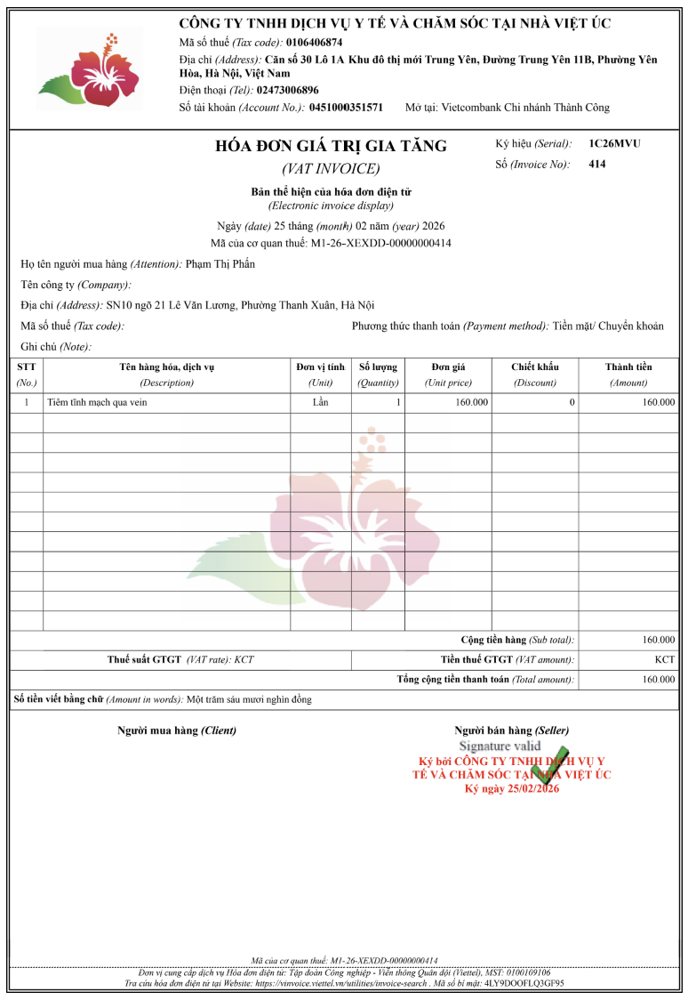 CÔNG TY TNHH DỊCH VỤ Y TẾ VÀ CHĂM SÓC TẠI NHÀ VIỆT ÚC
Mã số thuế (Tax code): 0106406874
Địa chỉ (Address): Căn số 30 Lô 1A Khu đô thị mới Trung Yên, Đường Trung Yên 11B, Phường Yên
Hòa, Hà Nội, Việt Nam
Điện thoại (Tel): 02473006896
Số tài khoản (Account No.): 0451000351571 Mở tại: Vietcombank Chi nhánh Thành Công
HÓA ĐƠN GIÁ TRỊ GIA TĂNG
(VAT INVOICE)
Ký hiệu (Serial): 1C26MVU
Số (Invoice No): 414
Bản thể hiện của hóa đơn điện tử
(Electronic invoice display)
Ngày (date) 25 tháng (month) 02 năm (year) 2026
Mã của cơ quan thuế: M1-26-XEXDD-00000000414
Họ tên người mua hàng (Attention): Phạm Thị Phấn
Tên công ty (Company):
Địa chỉ (Address): SN10 ngõ 21 Lê Văn Lương, Phường Thanh Xuân, Hà Nội
Mã số thuế (Tax code): Phương thức thanh toán (Payment method): Tiền mặt/ Chuyển khoản
Ghi chú (Note):
STT Tên hàng hóa, dịch vụ Đơn vị tính Số lượng Đơn giá Chiết khấu Thành tiền
(No.) (Description) (Unit) (Quantity) (Unit price) (Discount) (Amount)
1 Tiêm tĩnh mạch qua vein Lần 1 160.000 0 160.000
Cộng tiền hàng (Sub total): 160.000
Thuế suất GTGT (VAT rate): KCT Tiền thuế GTGT (VAT amount): KCT
Tổng cộng tiền thanh toán (Total amount): 160.000
Số tiền viết bằng chữ (Amount in words): Một trăm sáu mươi nghìn đồng
Người mua hàng (Client) Người bán hàng (Seller)
Signature valid
Ký bởi CÔNG TY TNHH DỊCH VỤ Y
TẾ VÀ CHĂM SÓC TẠI NHÀ VIỆT ÚC
Ký ngày 25/02/2026
Mã của cơ quan thuế: M1-26-XEXDD-00000000414
Đơn vị cung cấp dịch vụ Hóa đơn điện tử: Tập đoàn Công nghiệp - Viễn thông Quân đội (Viettel), MST: 0100109106
Tra cứu hóa đơn điện tử tại Website: https://vinvoice.viettel.vn/utilities/invoice-search . Mã số bí mật: 4LY9DOOFLQ3GF95